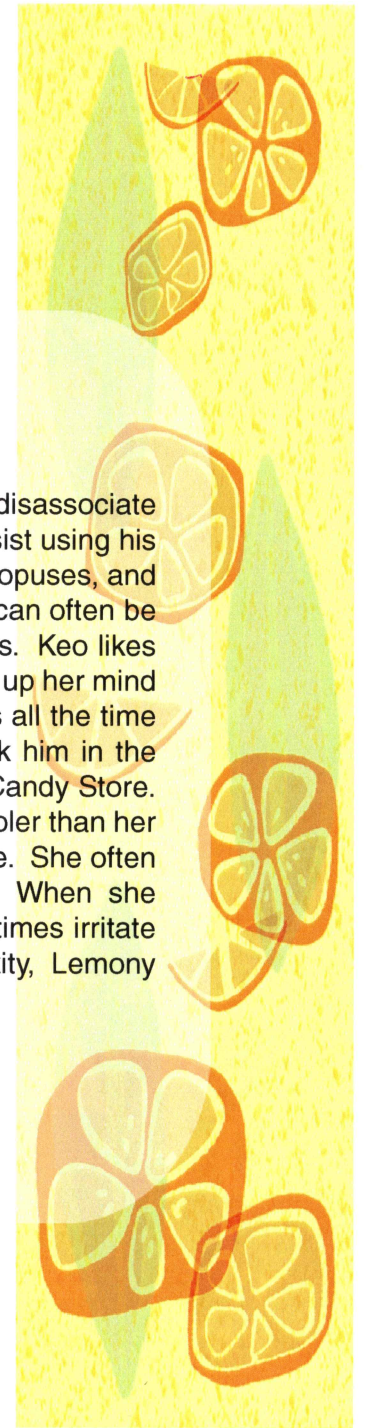 disassociate
sist using his
opuses, and
can often be
s. Keo likes
up her mind
s all the time
k him in the
Candy Store.
oler than her
e. She often
When she
times irritate
ity, Lemony